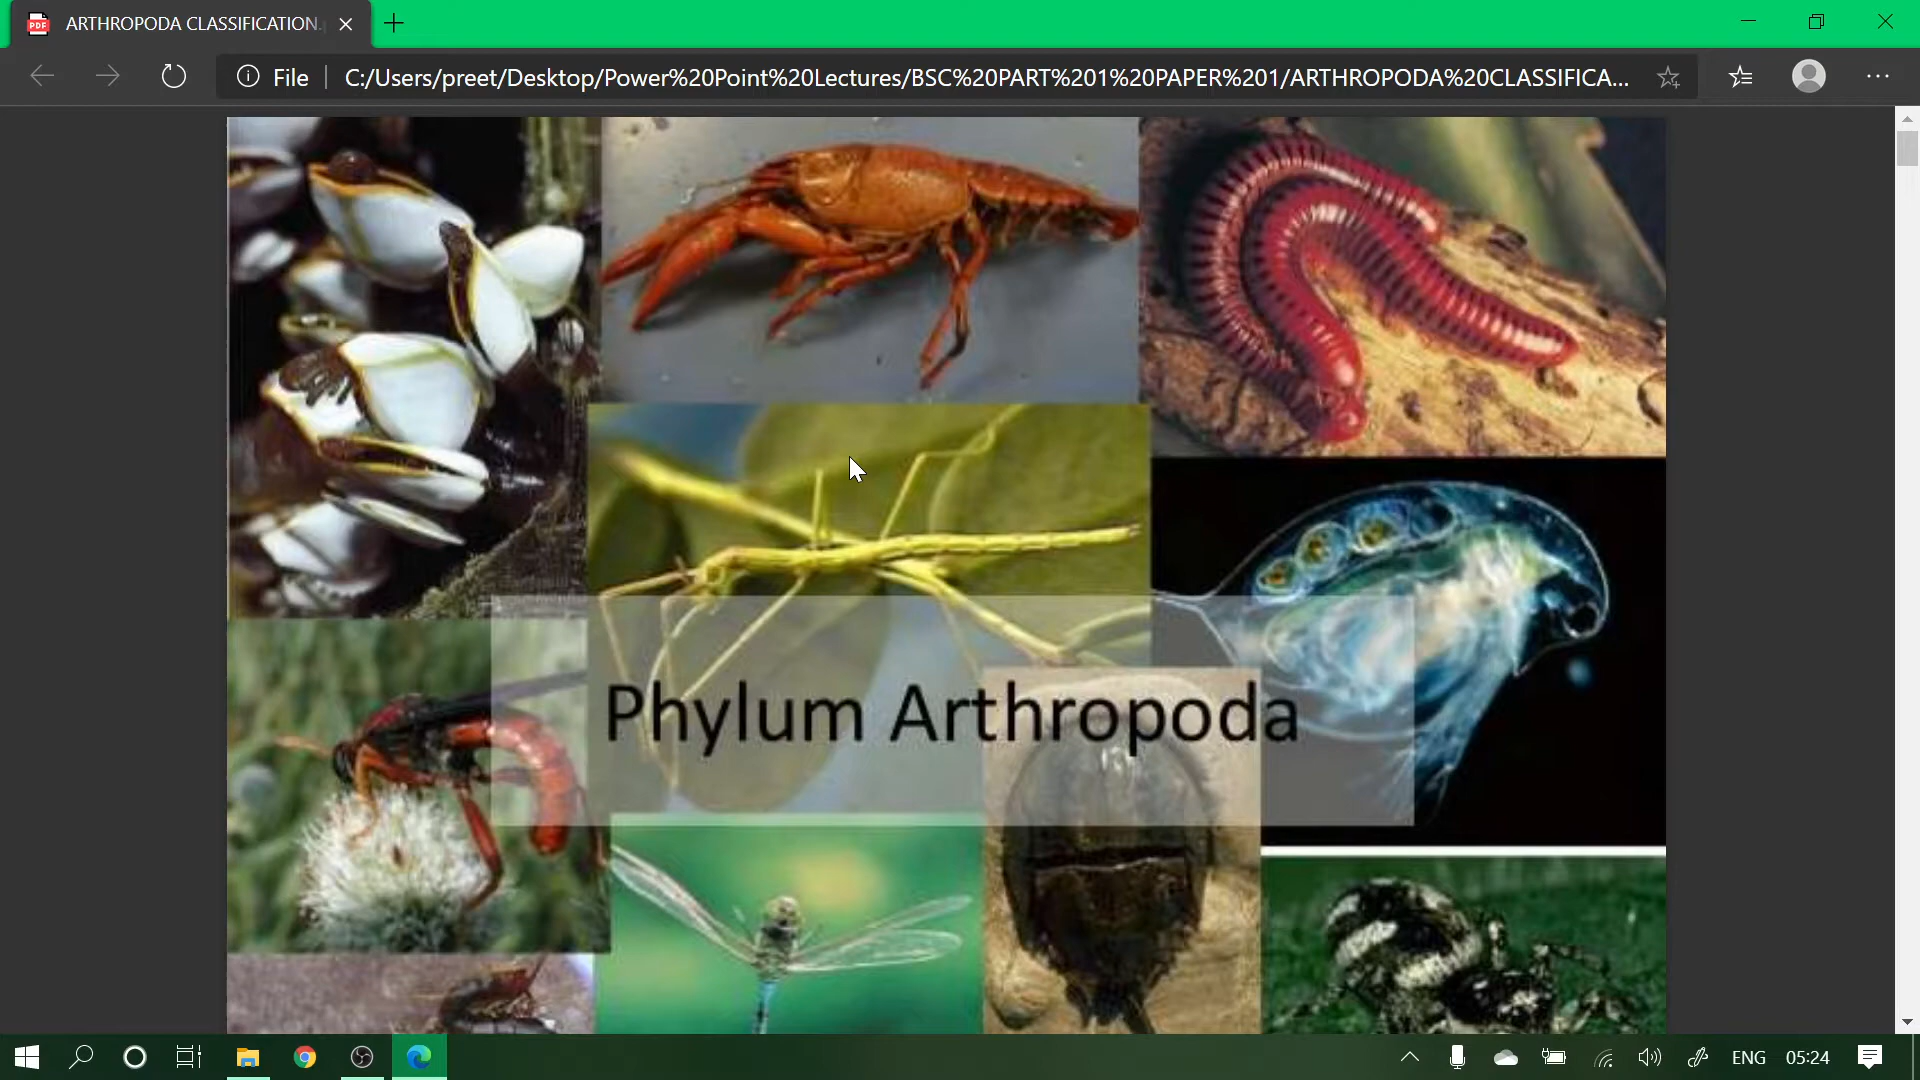 ARTHROPODA CLASSIFICATION.
File
C:/Users/preet/Desktop/Power%20Point%20Lectures/BSC%20PART%201%20PAPER%201/ARTHROPODA%20CLASSIFICA...
Phylum Arthropoda
ENG 05:24